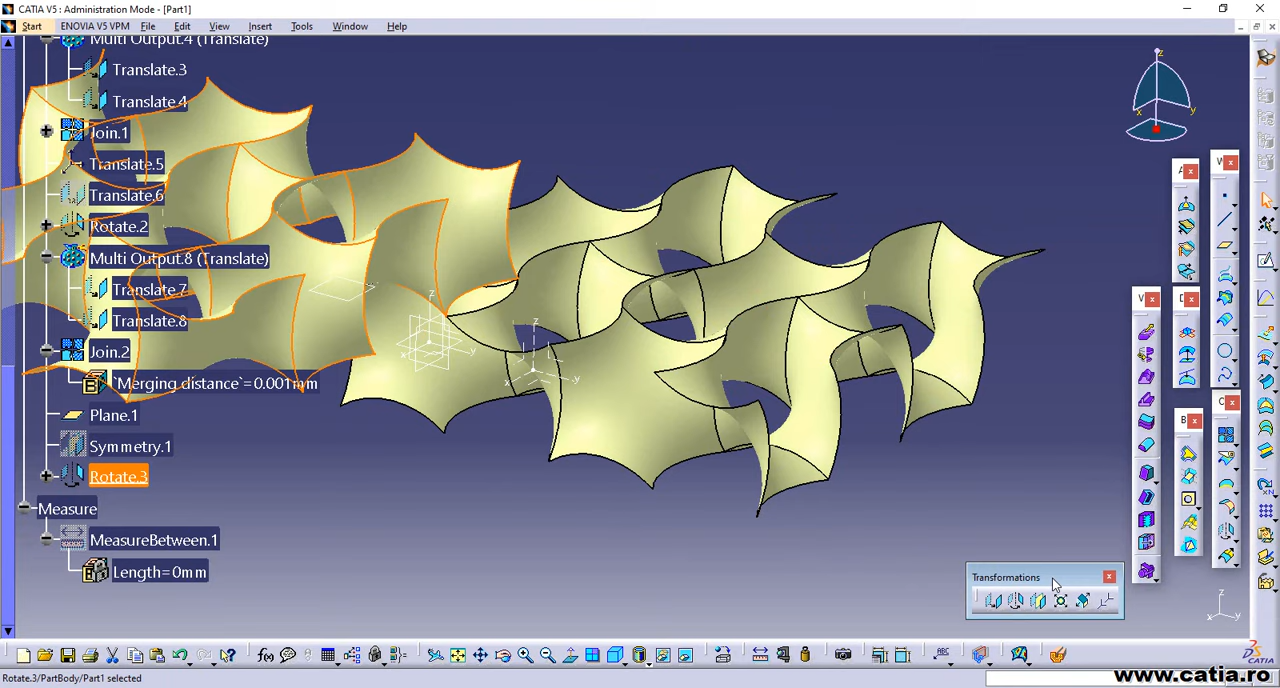 CATIA V5 : Administration Mode - [Part1]
Start ENOVIA V5 VPM File Edit View Insert Tools Window Help
Multi Output.4 (Translate)
Translate.3
Translate.4
Join.1
Translate.5
Translate.6
Rotate.2
Multi Output.8 (Translate)
Translate.7
Translate.8
Join.2
`Merging distance`=0.001mm
Plane.1
Symmetry.1
Rotate.3
Measure
MeasureBetween.1
Length=0mm
z
x
y
z
x
y
z
x
y
A
W
V
D
B
C
Transformations
z
x
y
CATIA
Rotate.3/PartBody/Part1 selected
www.catia.ro